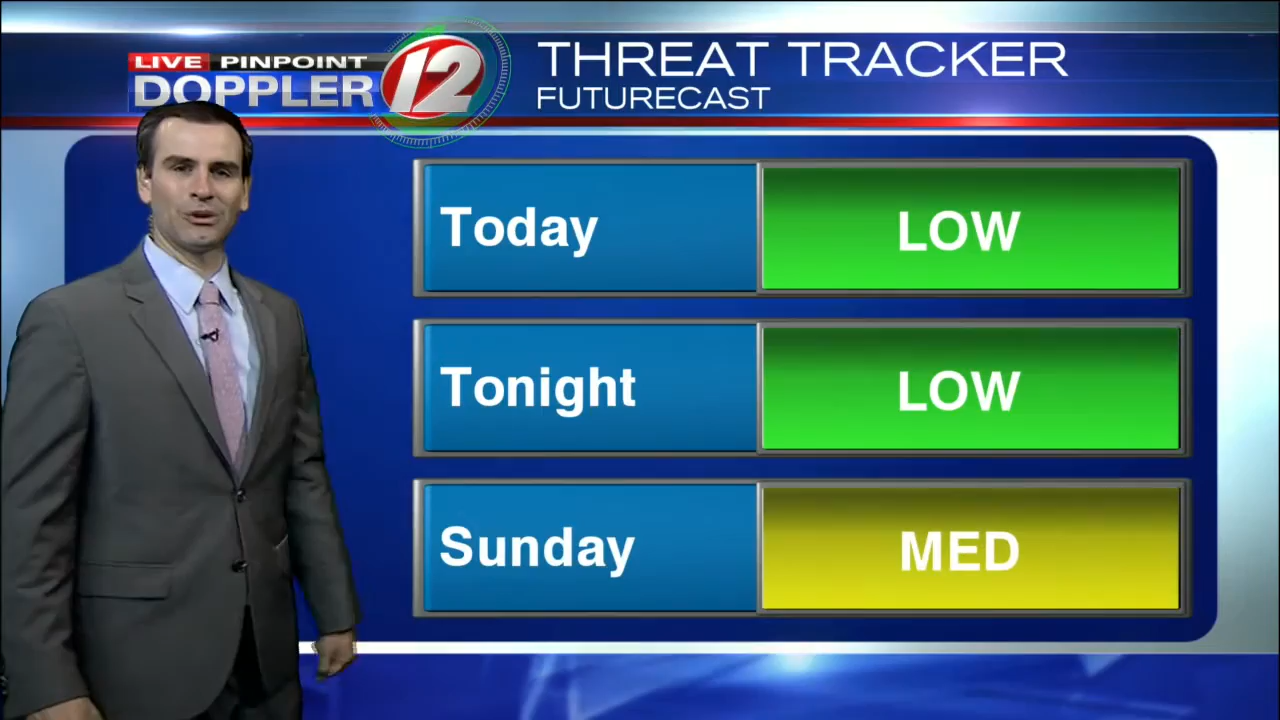 LIVE PINPOINT
DOPPLER 12
THREAT TRACKER
FUTURECAST
Today LOW
Tonight LOW
Sunday MED